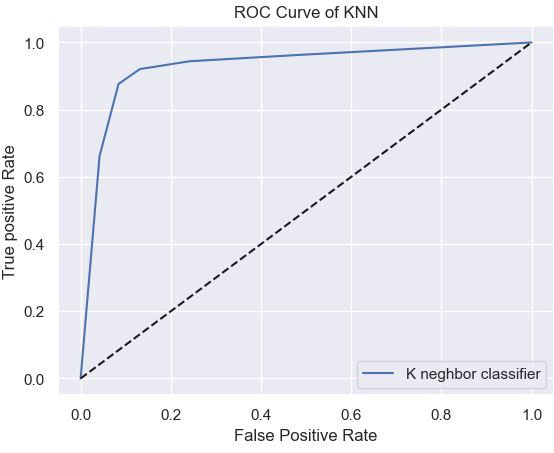 ROC Curve of KNN
1.0
0.8
0.6
0.4
0.2
0.0
True positive Rate
0.0 0.2 0.4 0.6 0.8 1.0
False Positive Rate
K neghbor classifier